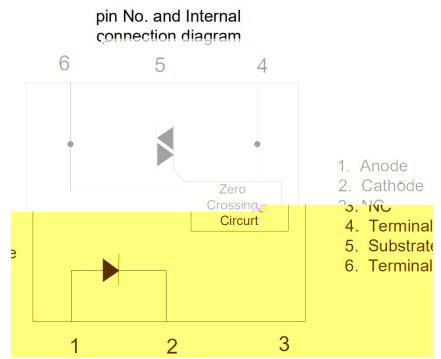 pin No. and Internal
connection diagram
6 5 4
Zero
Crossing
Circurt
1. Anode
2. Cathode
3. NC
4. Terminal
5. Substrate
6. Terminal
e
1 2 3